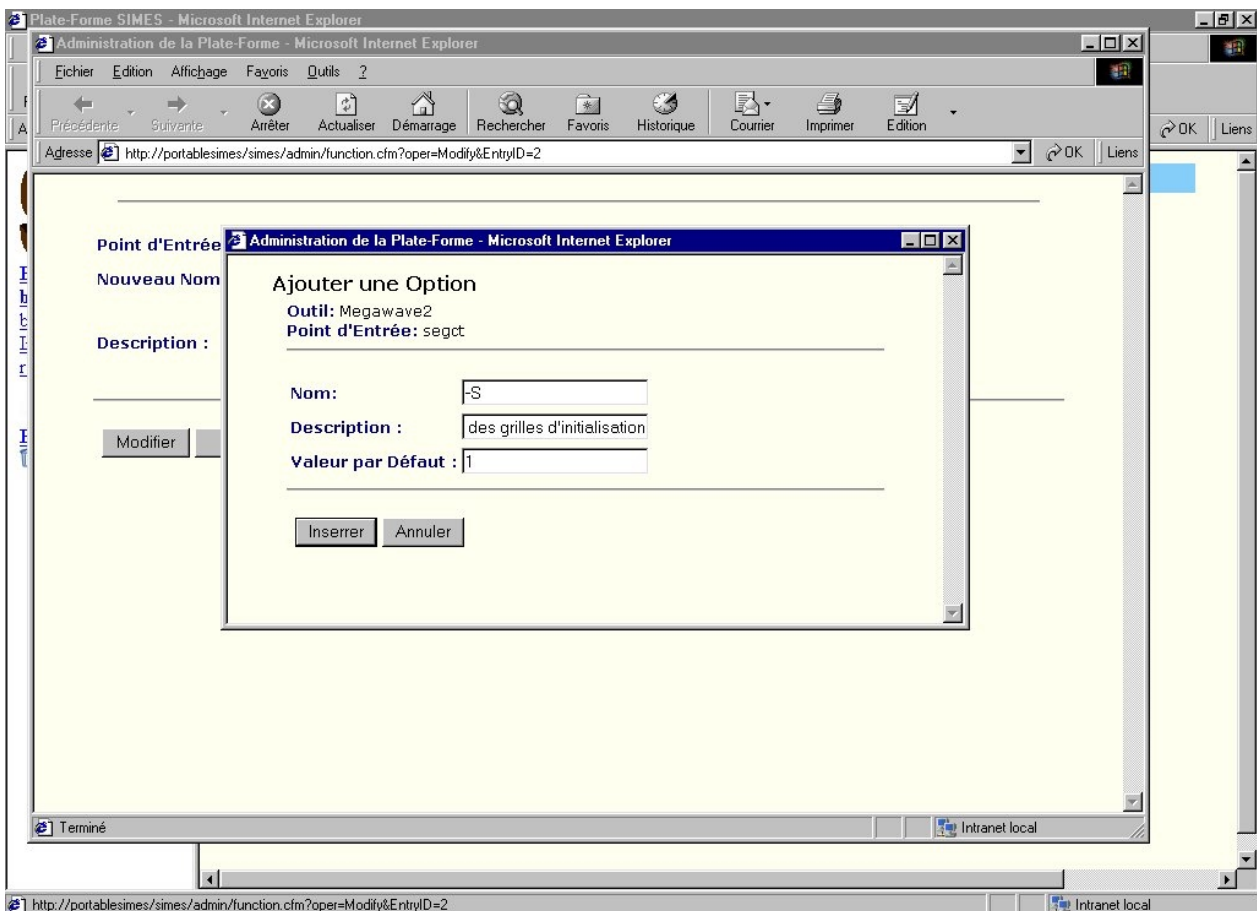 Plate-Forme SIMES - Microsoft Internet Explorer
Administration de la Plate-Forme - Microsoft Internet Explorer
Fichier Edition Affichage Favoris Outils ?
Précédente Suivante Arrêter Actualiser Démarrage Rechercher Favoris Historique Courrier Imprimer Edition
OK Liens
Adresse http://portablesimes/simes/admin/function.cfm?oper=Modify&EntryID=2 OK Liens
Point d'Entrée
Administration de la Plate-Forme - Microsoft Internet Explorer
Nouveau Nom
Ajouter une Option
Outil: Megawave2
Point d'Entrée: segct
Description :
Nom: -S
Description : des grilles d'initialisation
Modifier
Valeur par Défaut : 1
Inserrer Annuler
Terminé Intranet local
http://portablesimes/simes/admin/function.cfm?oper=Modify&EntryID=2 Intranet local